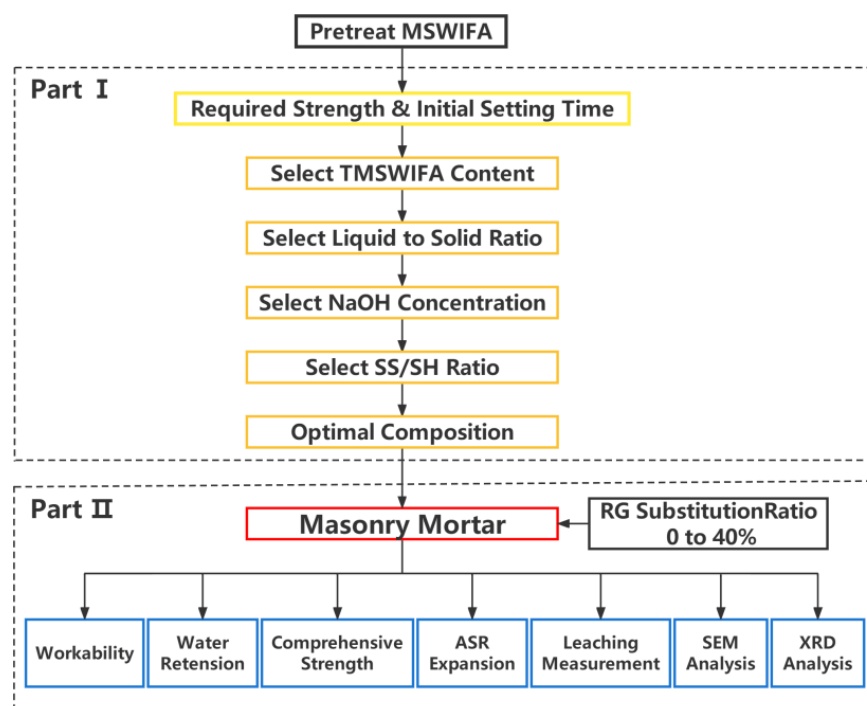 Pretreat MSWIFA
Part Ⅰ
Required Strength & Initial Setting Time
Select TMSWIFA Content
Select Liquid to Solid Ratio
Select NaOH Concentration
Select SS/SH Ratio
Optimal Composition
Part Ⅱ
Masonry Mortar
RG SubstitutionRatio
0 to 40%
Workability
Water
Retension
Comprehensive
Strength
ASR
Expansion
Leaching
Measurement
SEM
Analysis
XRD
Analysis